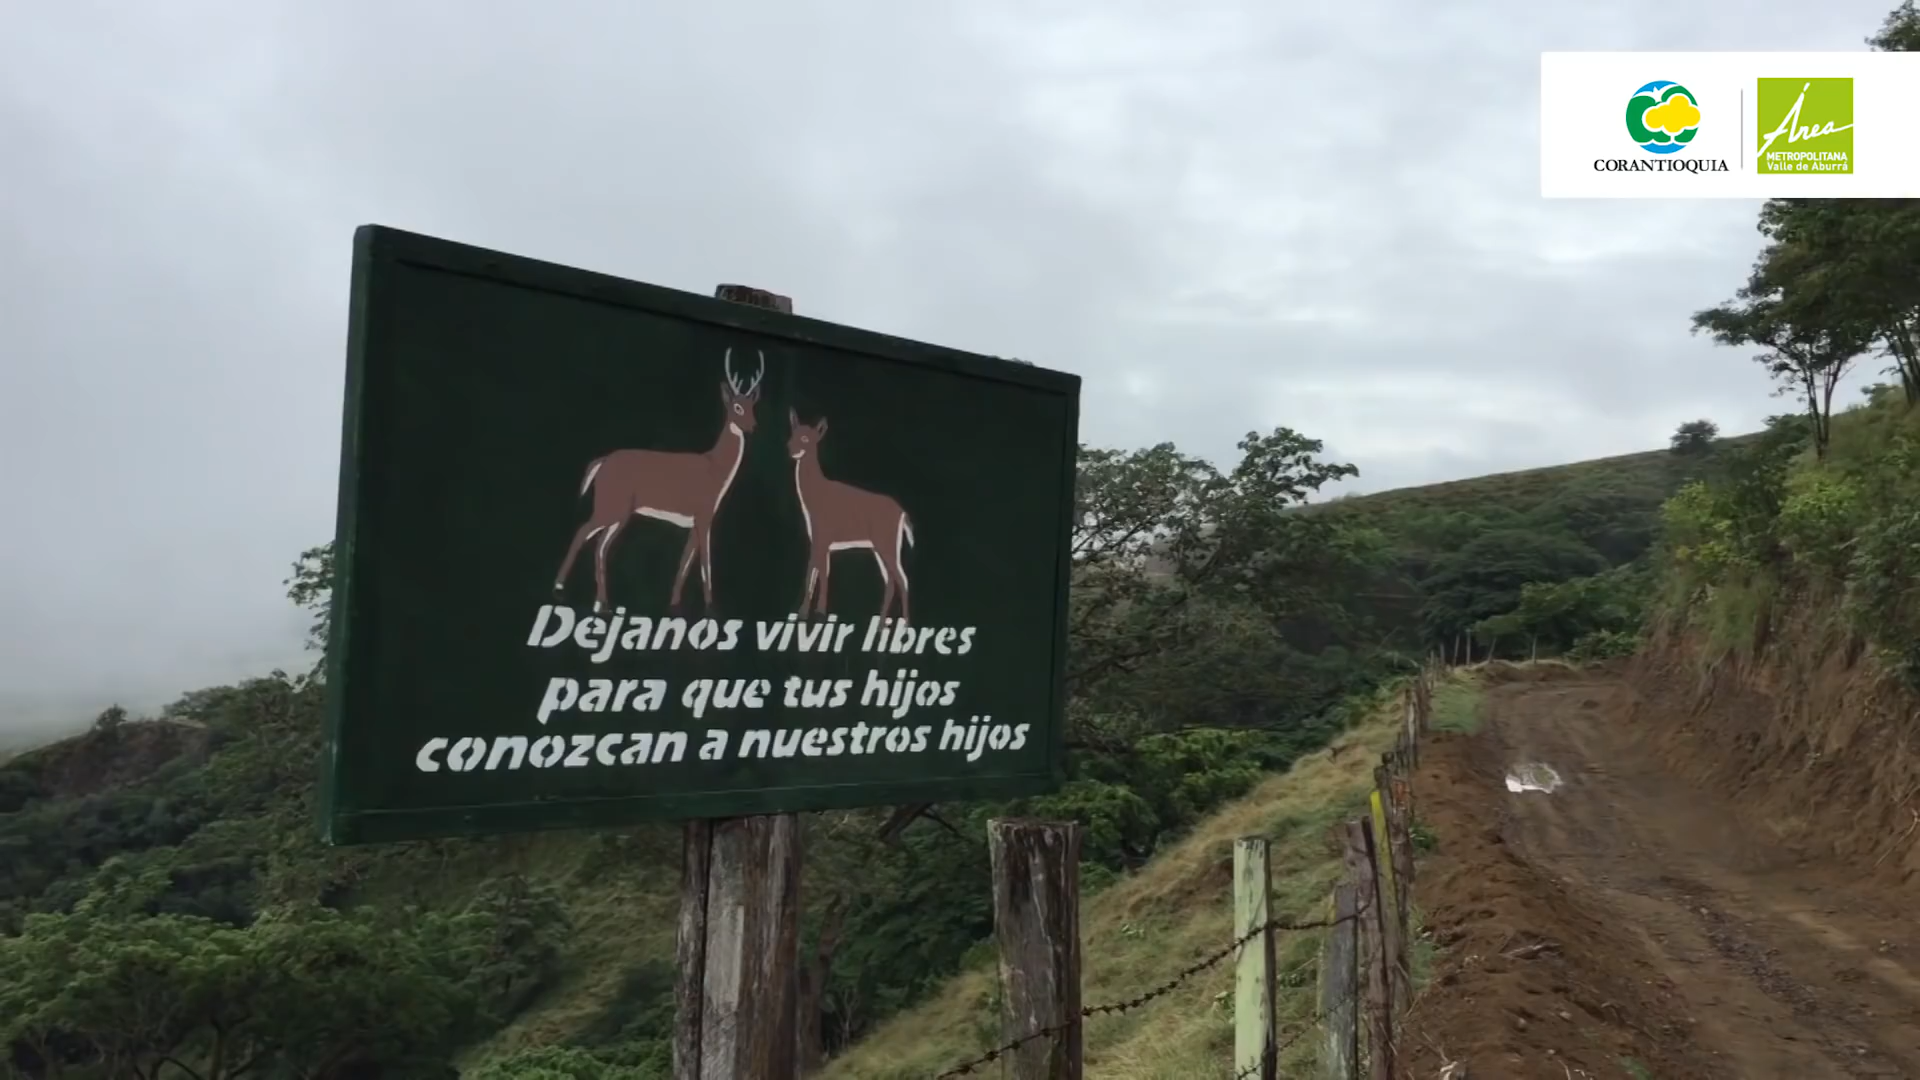 CORANTIOQUIA
Área
METROPOLITANA
Valle de Aburrá
Déjanos vivir libres
para que tus hijos
conozcan a nuestros hijos